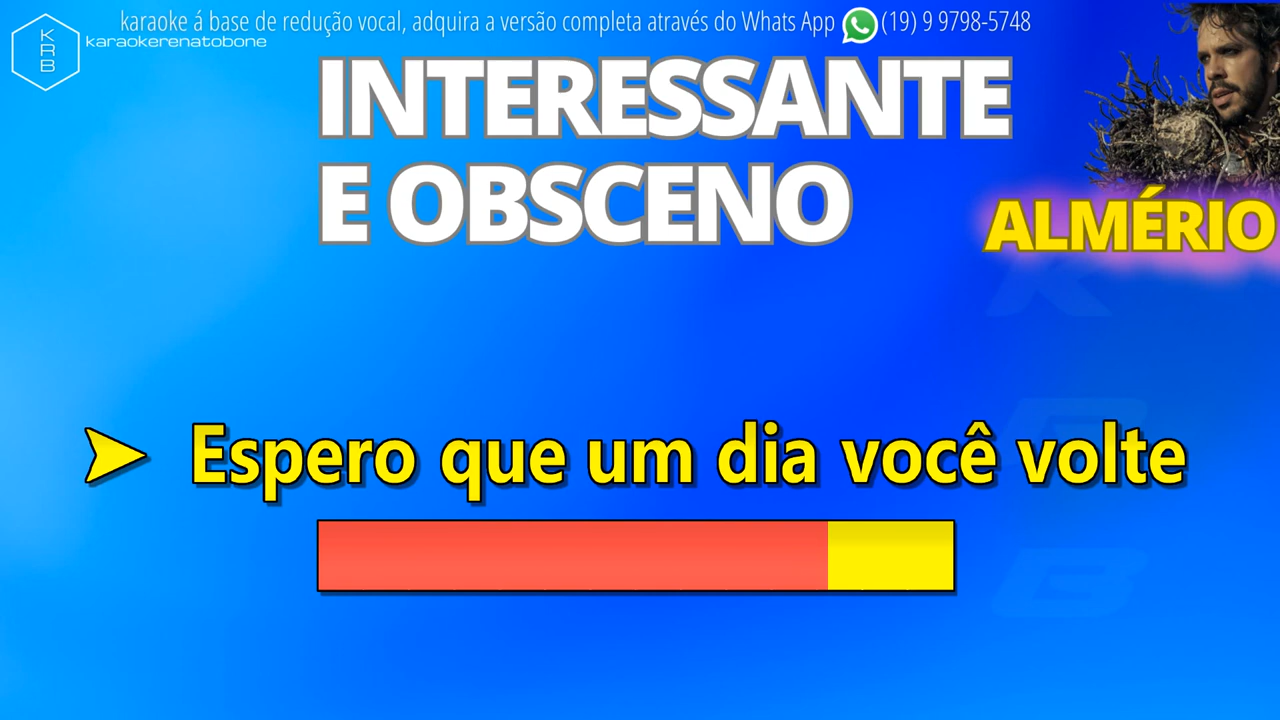 karaoke á base de redução vocal, adquira a versão completa através do Whats App (19) 9 9798-5748
KRB
karaokerenatobone
INTERESSANTE
E OBSCENO
ALMÉRIO
K
R
B
Espero que um dia você volte